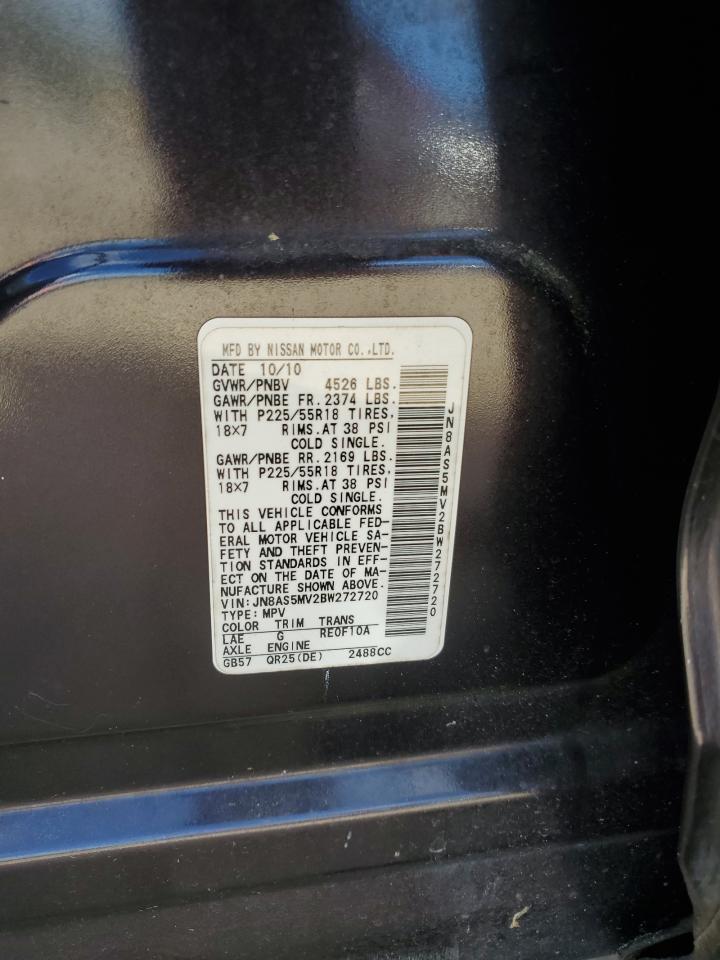 MFD BY NISSAN MOTOR CO.,LTD.
DATE 10/10
GVWR/PNBV 4526 LBS.
GAWR/PNBE FR. 2374 LBS.
WITH P225/55R18 TIRES,
18X7 RIMS. AT 38 PSI
COLD SINGLE.
GAWR/PNBE RR. 2169 LBS.
WITH P225/55R18 TIRES,
18X7 RIMS. AT 38 PSI
COLD SINGLE.
THIS VEHICLE CONFORMS
TO ALL APPLICABLE FED-
ERAL MOTOR VEHICLE SA-
FETY AND THEFT PREVEN-
TION STANDARDS IN EFF-
ECT ON THE DATE OF MA-
NUFACTURE SHOWN ABOVE.
VIN:JN8AS5MV2BW272720
TYPE: MPV
COLOR TRIM TRANS
LAE G RE0F10A
AXLE ENGINE
GB57 QR25(DE) 2488CC
JN8AS5MV2BW272720